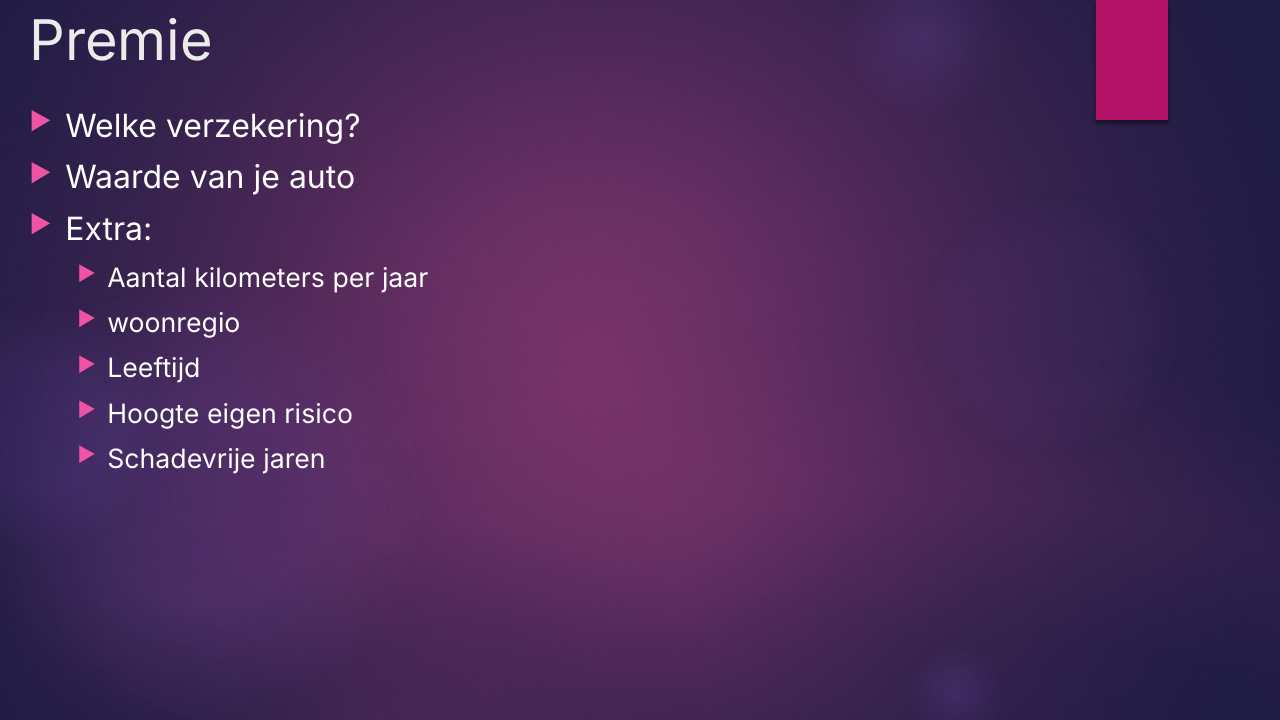 Premie
Welke verzekering?
Waarde van je auto
Extra:
Aantal kilometers per jaar
woonregio
Leeftijd
Hoogte eigen risico
Schadevrije jaren